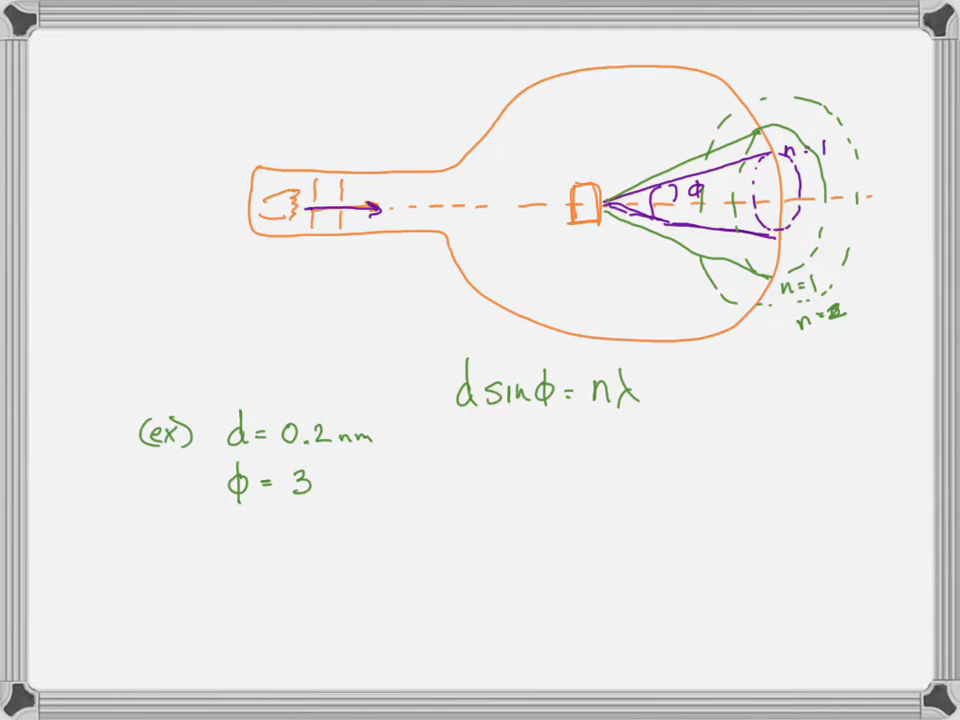 n = 1
ϕ
n=1
n=2
d sin ϕ = nλ
(ex) d = 0.2 nm
ϕ = 3